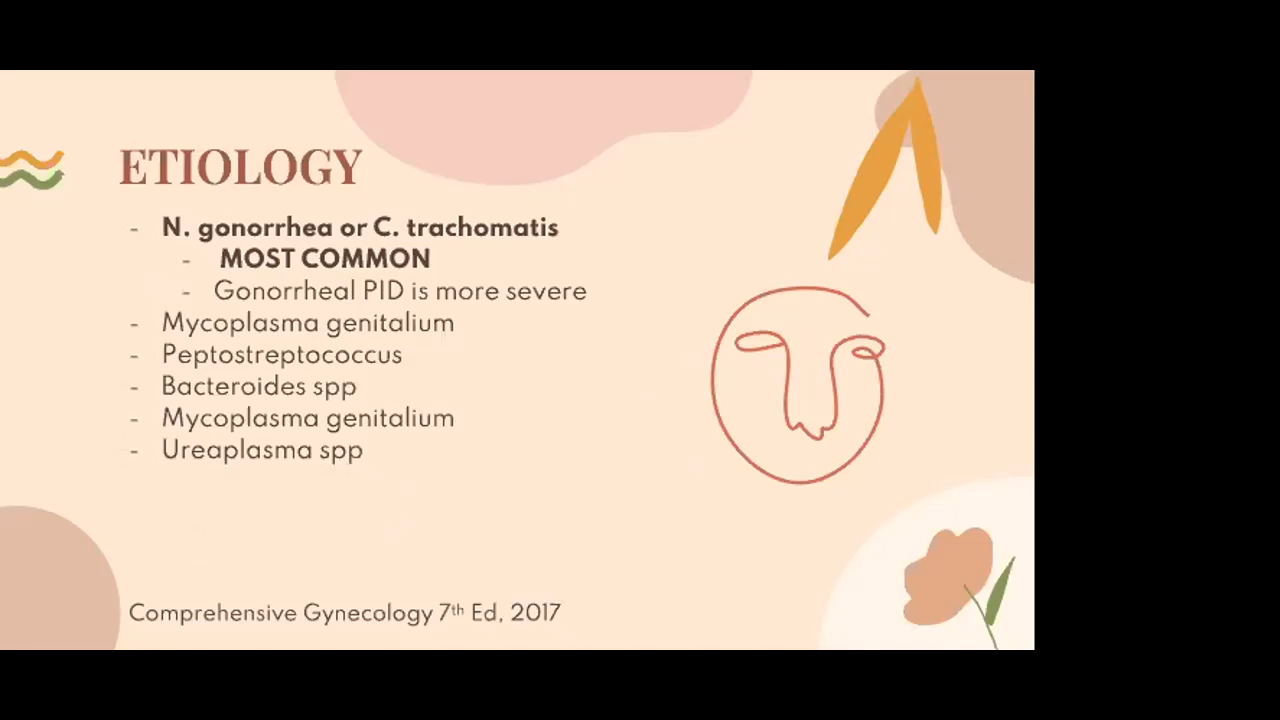 ETIOLOGY
- N. gonorrhea or C. trachomatis
- MOST COMMON
- Gonorrheal PID is more severe
- Mycoplasma genitalium
- Peptostreptococcus
- Bacteroides spp
- Mycoplasma genitalium
- Ureaplasma spp
Comprehensive Gynecology 7th Ed, 2017